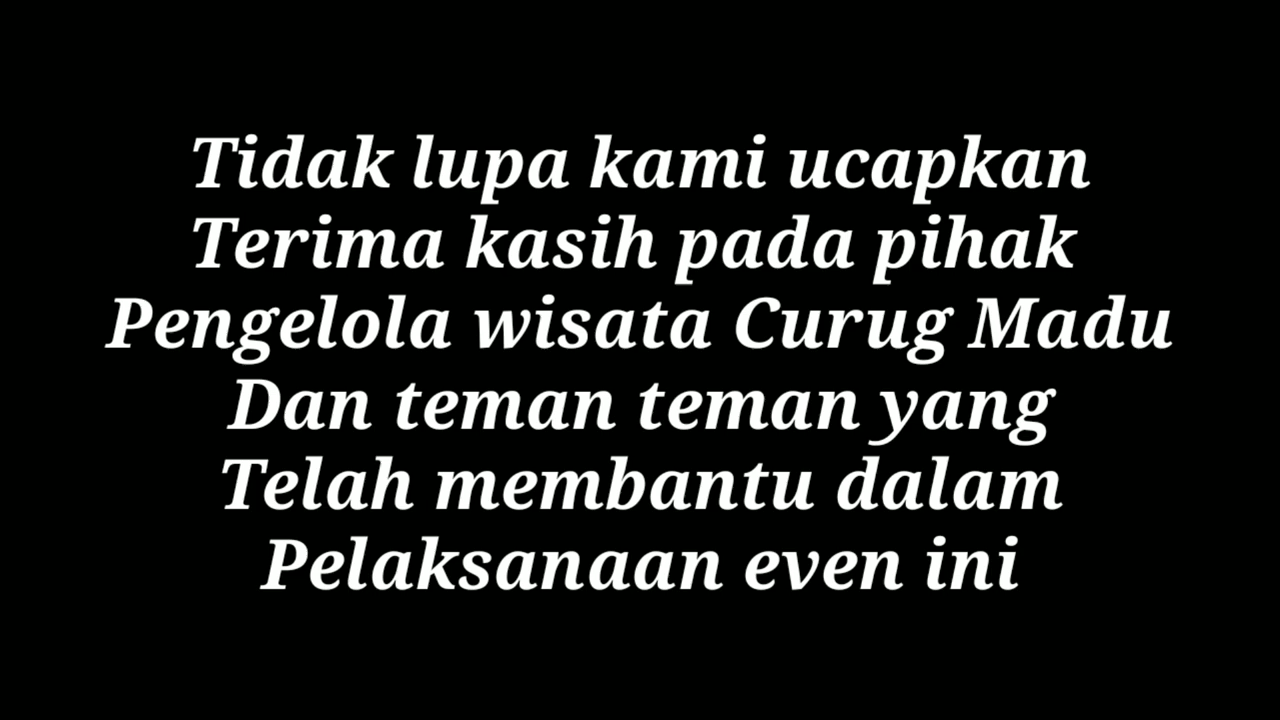 Tidak lupa kami ucapkan
Terima kasih pada pihak
Pengelola wisata Curug Madu
Dan teman teman yang
Telah membantu dalam
Pelaksanaan even ini